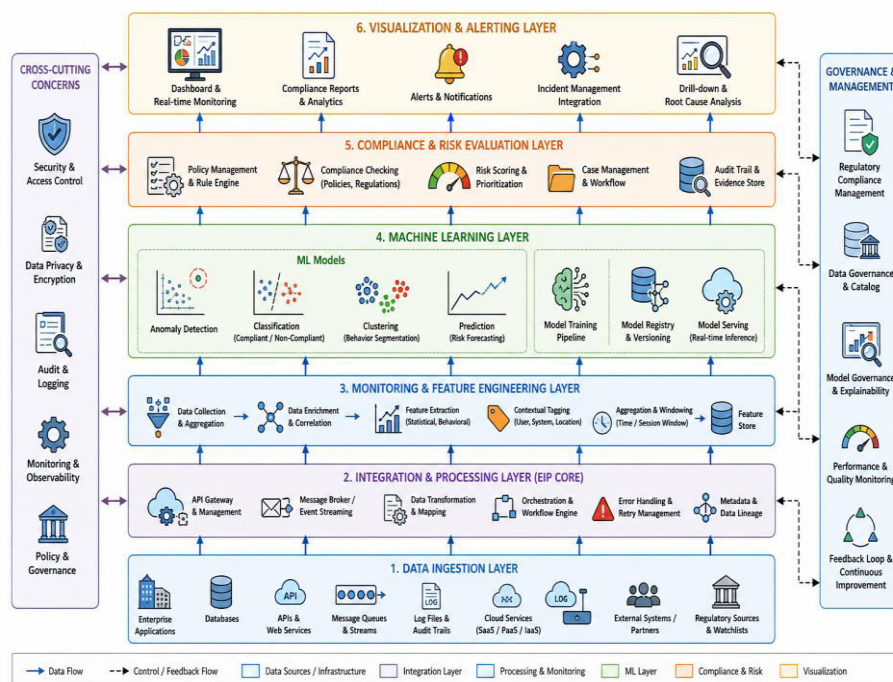 6. VISUALIZATION & ALERTING LAYER
Dashboard &
Real-time Monitoring
Compliance Reports
& Analytics
Alerts & Notifications
Incident Management
Integration
Drill-down &
Root Cause Analysis
CROSS-CUTTING
CONCERNS
Security &
Access Control
Data Privacy &
Encryption
Audit &
Logging
Monitoring &
Observability
Policy &
Governance
5. COMPLIANCE & RISK EVALUATION LAYER
Policy Management
& Rule Engine
Compliance Checking
(Policies, Regulations)
Risk Scoring &
Prioritization
Case Management
& Workflow
Audit Trail &
Evidence Store
4. MACHINE LEARNING LAYER
ML Models
Anomaly Detection
Classification
(Compliant / Non-Compliant)
Clustering
(Behavior Segmentation)
Prediction
(Risk Forecasting)
Model Training
Pipeline
Model Registry
& Versioning
Model Serving
(Real-time Inference)
3. MONITORING & FEATURE ENGINEERING LAYER
Data Collection
& Aggregation
Data Enrichment
& Correlation
Feature Extraction
(Statistical, Behavioral)
Contextual Tagging
(User, System, Location)
Aggregation & Windowing
(Time / Session Window)
Feature
Store
2. INTEGRATION & PROCESSING LAYER (EIP CORE)
API Gateway
& Management
Message Broker /
Event Streaming
Data Transformation
& Mapping
Orchestration &
Workflow Engine
Error Handling &
Retry Management
Metadata &
Data Lineage
1. DATA INGESTION LAYER
Enterprise
Applications
Databases
API
APIs &
Web Services
Message Queues
& Streams
LOG
Log Files &
Audit Trails
Cloud Services
(SaaS / PaaS / IaaS)
LOG
External Systems /
Partners
Regulatory Sources
& Watchlists
GOVERNANCE &
MANAGEMENT
Regulatory
Compliance
Management
Data Governance
& Catalog
Model Governance
& Explainability
Performance &
Quality Monitoring
Feedback Loop &
Continuous
Improvement
Data Flow
Control / Feedback Flow
Data Sources / Infrastructure
Integration Layer
Processing & Monitoring
ML Layer
Compliance & Risk
Visualization